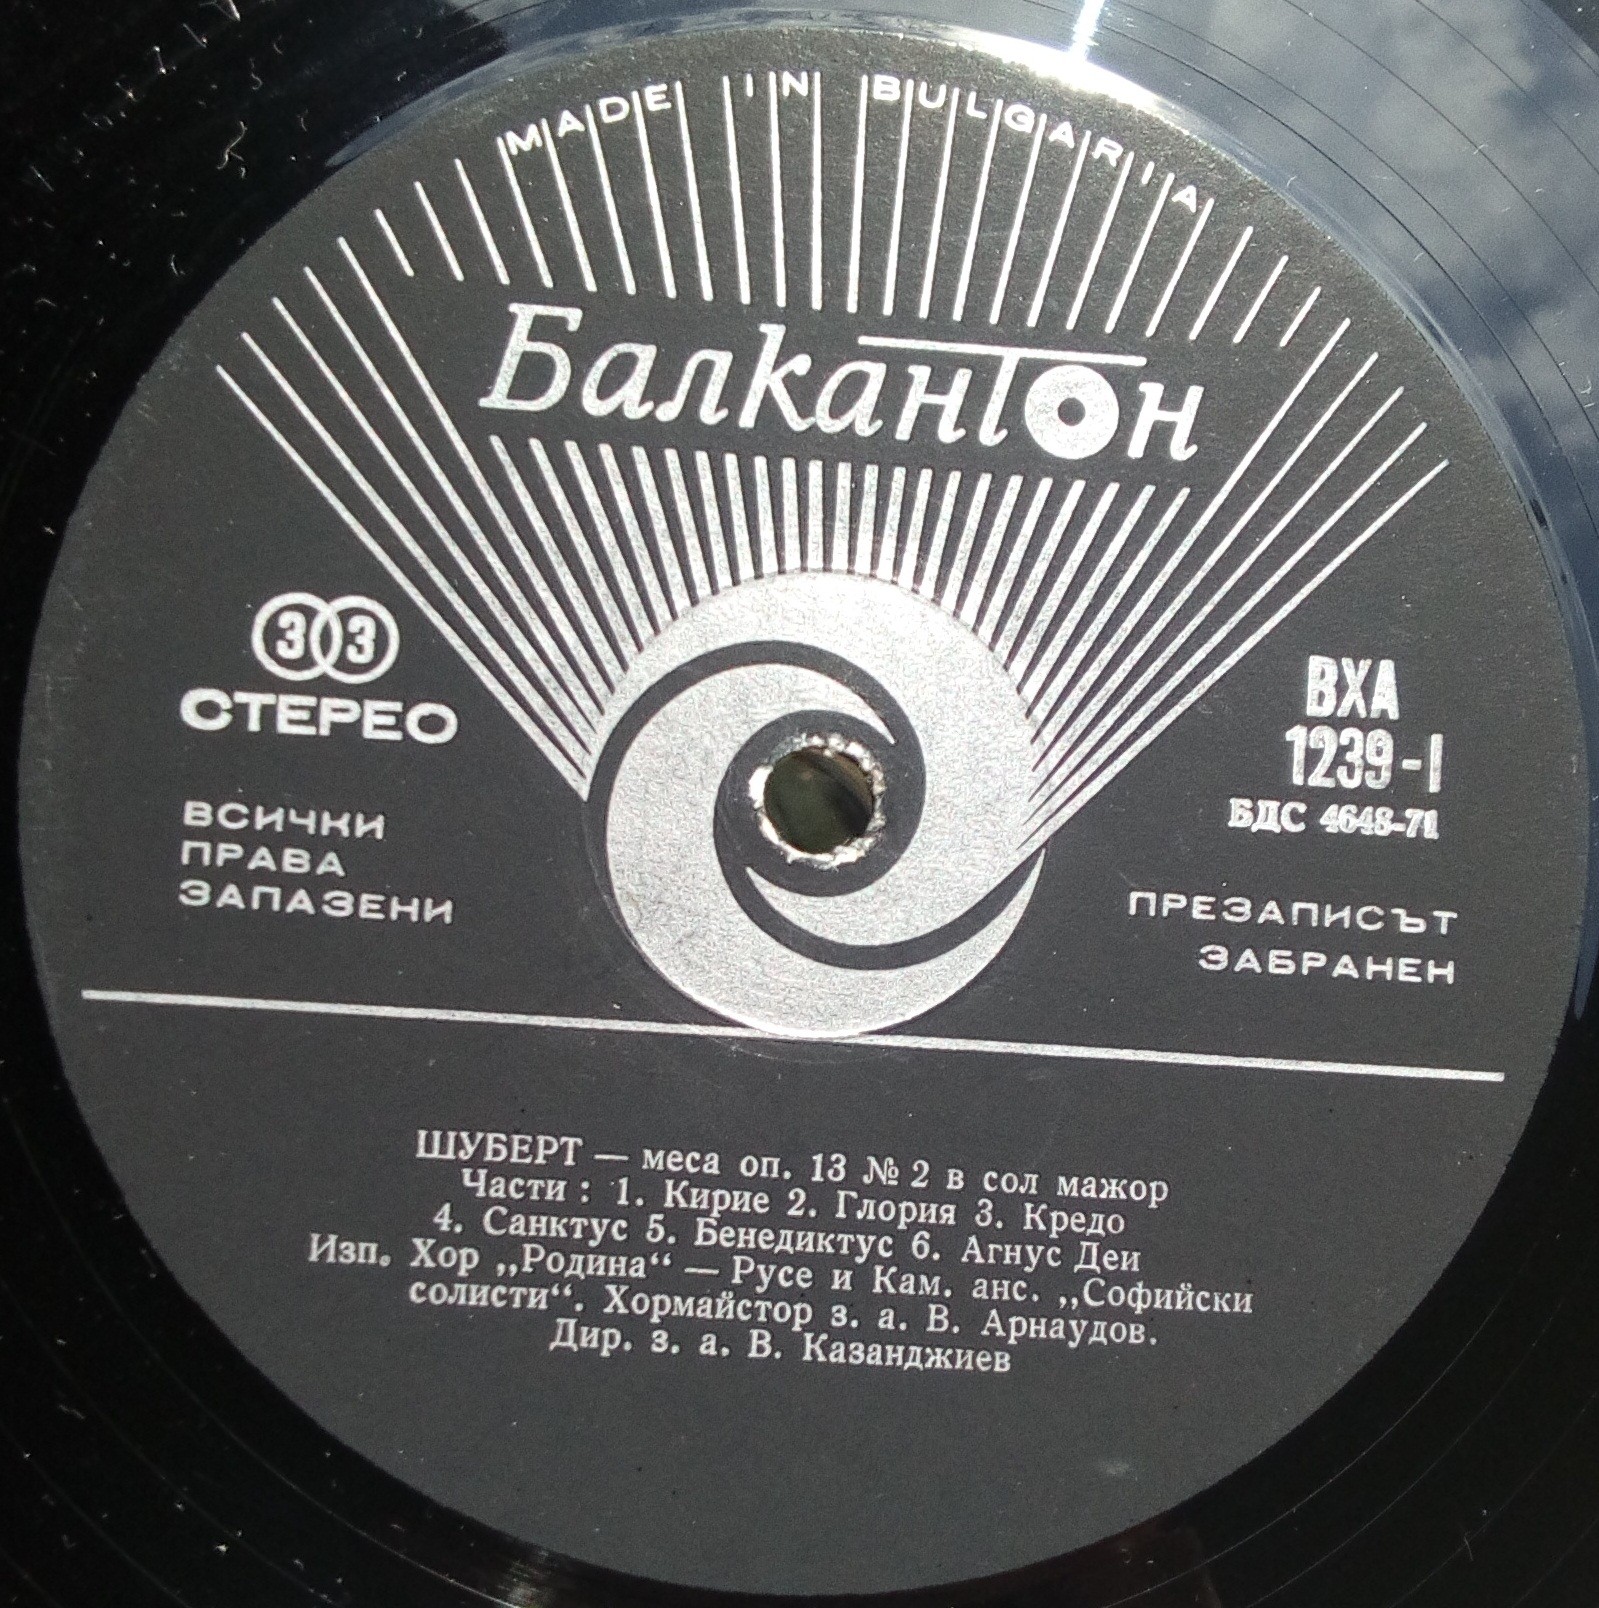 MADE IN BULGARIA
Балкантон
33
СТЕРЕО
ВСИЧКИ
ПРАВА
ЗАПАЗЕНИ
ВХА
1239-I
БДС 4648-71
ПРЕЗАПИСЪТ
ЗАБРАНЕН
ШУБЕРТ — меса оп. 13 № 2 в сол мажор
Части : 1. Кирие 2. Глория 3. Кредо
4. Санктус 5. Бенедиктус 6. Агнус Деи
Изп. Хор „Родина“ — Русе и Кам. анс. „Софийски
солисти“. Хормайстор з. а. В. Арнаудов.
Дир. з. а. В. Казанджиев